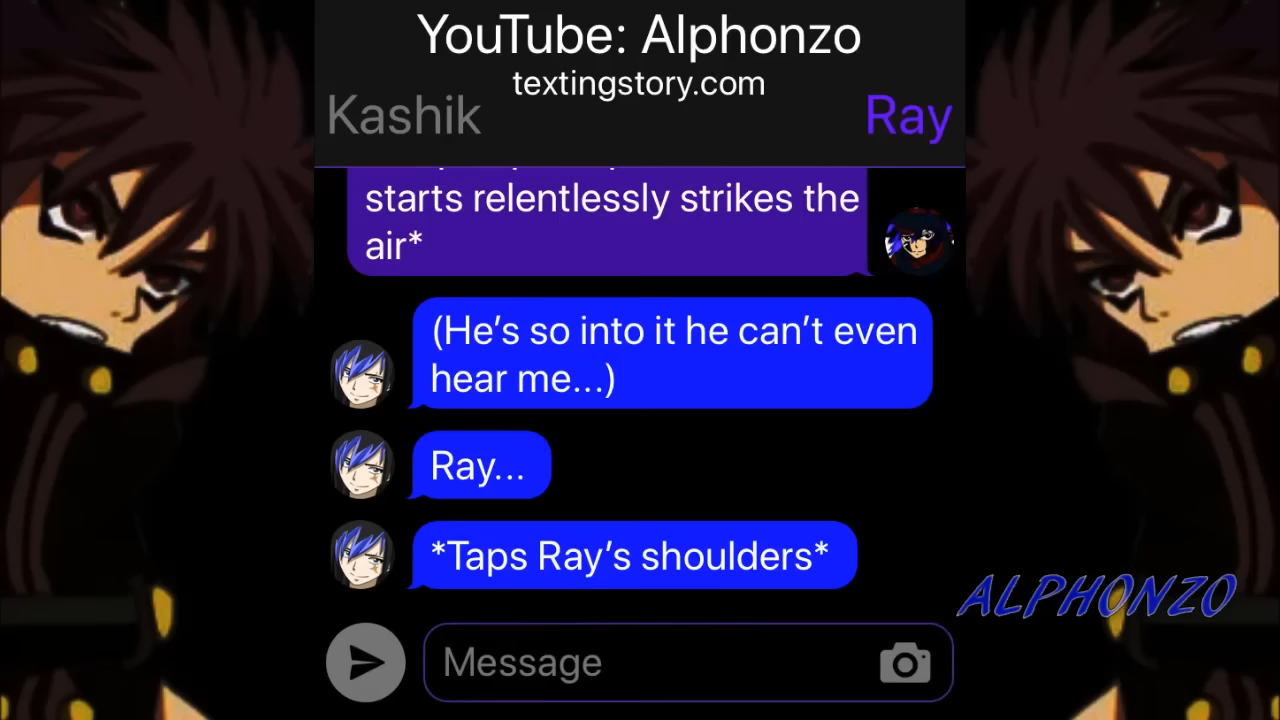 YouTube: Alphonzo
textingstory.com
Kashik
Ray
starts relentlessly strikes the
air*
(He’s so into it he can’t even
hear me...)
Ray...
*Taps Ray’s shoulders*
ALPHONZO
Message